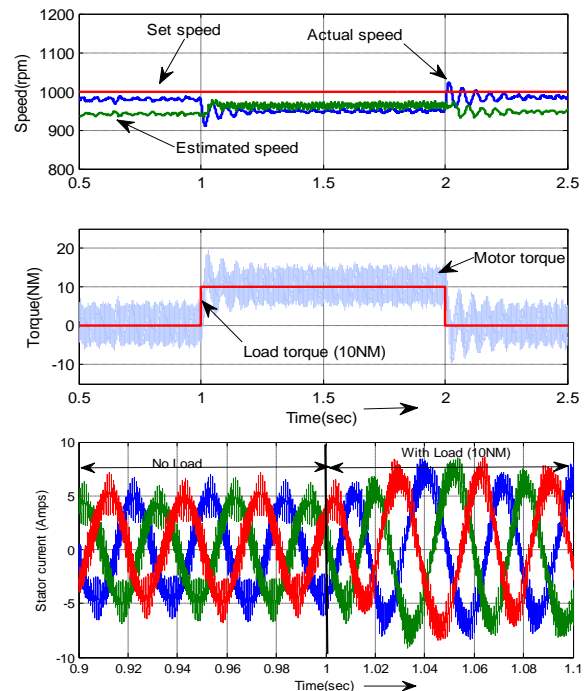 1200
Set speed
Actual speed
1100
1000
900
Estimated speed
800
0.5
1
1.5
2
2.5
Speed(rpm)
20
Motor torque
10
0
Load torque (10NM)
-10
0.5
1
1.5
2
2.5
Torque(NM)
Time(sec)
10
No Load
With Load (10NM)
5
0
-5
-10
0.9
0.92
0.94
0.96
0.98
1
1.02
1.04
1.06
1.08
1.1
Stator current (Amps)
Time(sec)